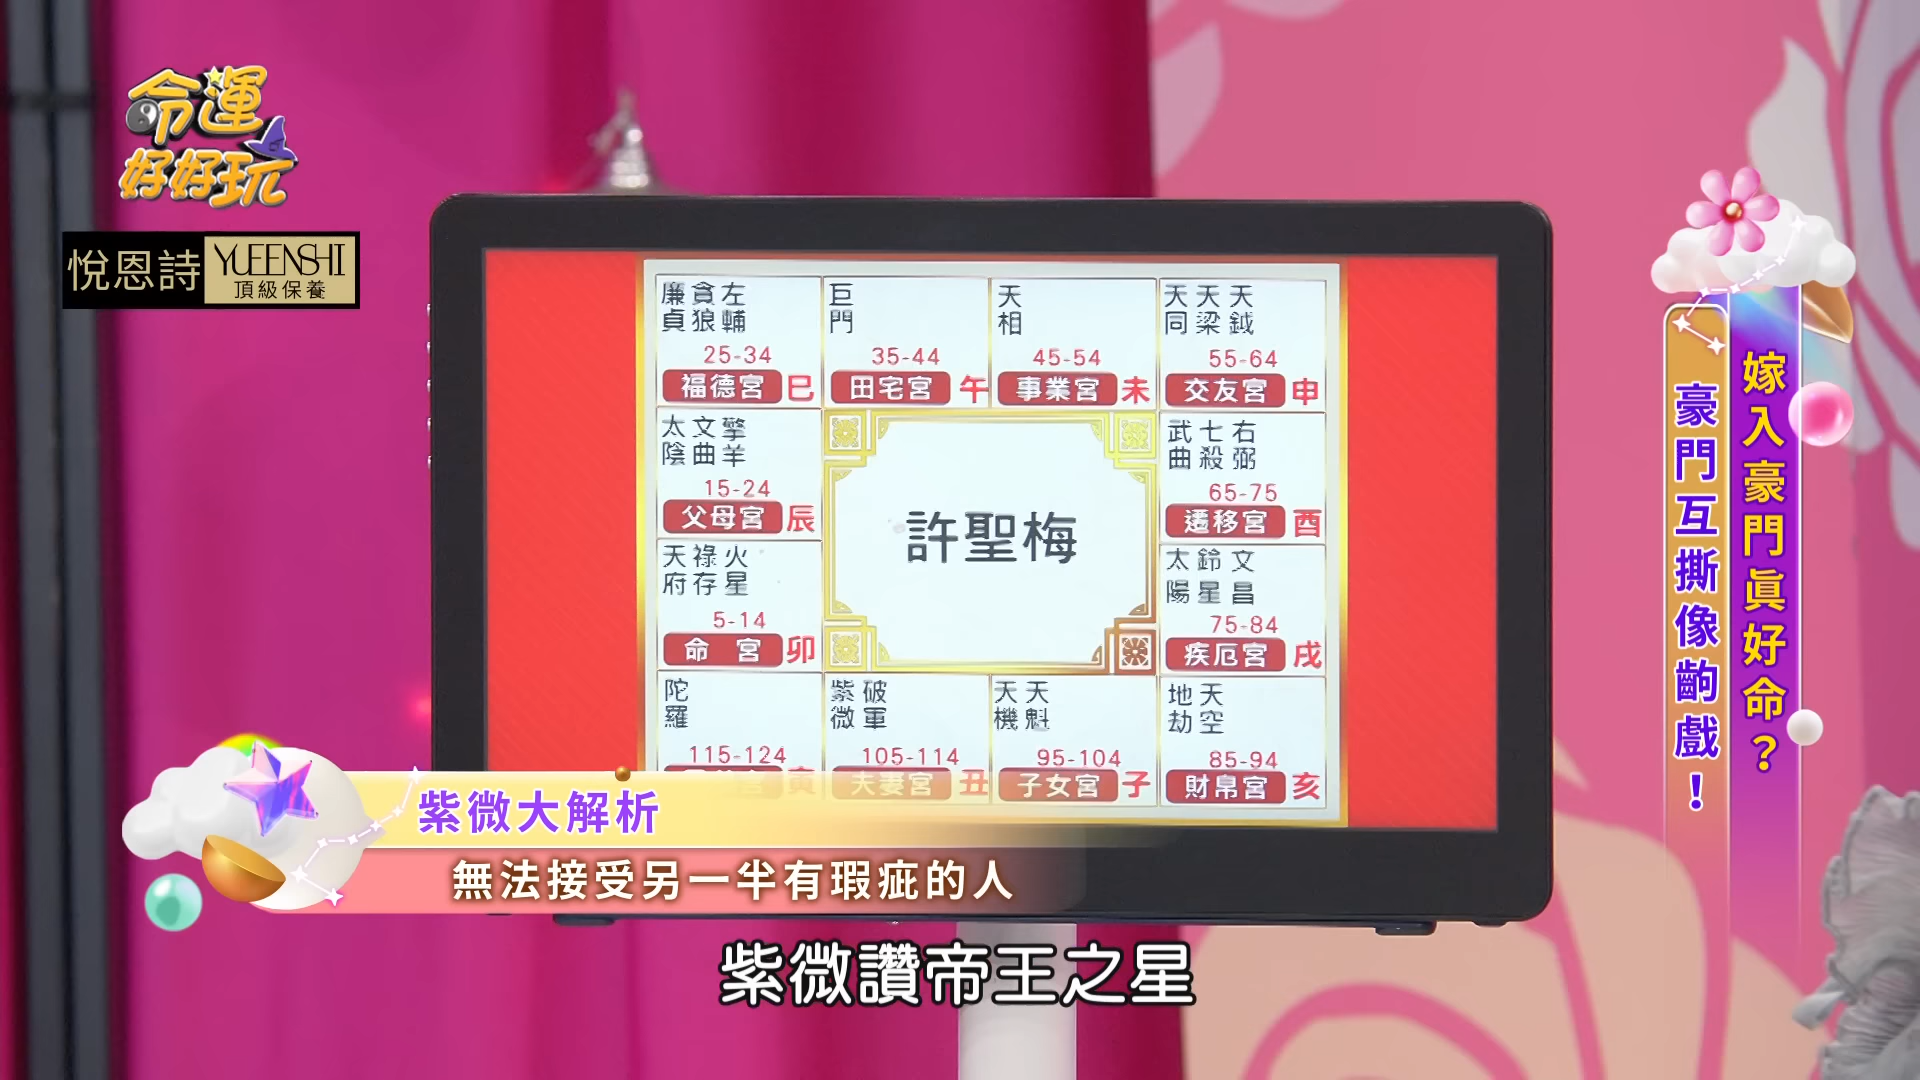 命運
好好玩
悅恩詩
YUEENSHI
頂級保養
廉貞 貪狼 左輔
25-34
福德宮 巳
巨門
35-44
田宅宮 午
天相
45-54
事業宮 未
天同 天梁 天鉞
55-64
交友宮 申
太陰 文曲 擎羊
15-24
父母宮 辰
武曲 七殺 右弼
65-75
遷移宮 酉
天府 祿存 火星
5-14
命宮 卯
許聖梅
太陽 鈴星 文昌
75-84
疾厄宮 戌
陀羅
115-124
寅
紫微 破軍
105-114
夫妻宮 丑
天機 天魁
95-104
子女宮 子
地劫 天空
85-94
財帛宮 亥
嫁入豪門真好命？
豪門互撕像齣戲！
紫微大解析
無法接受另一半有瑕疵的人
紫微讚帝王之星